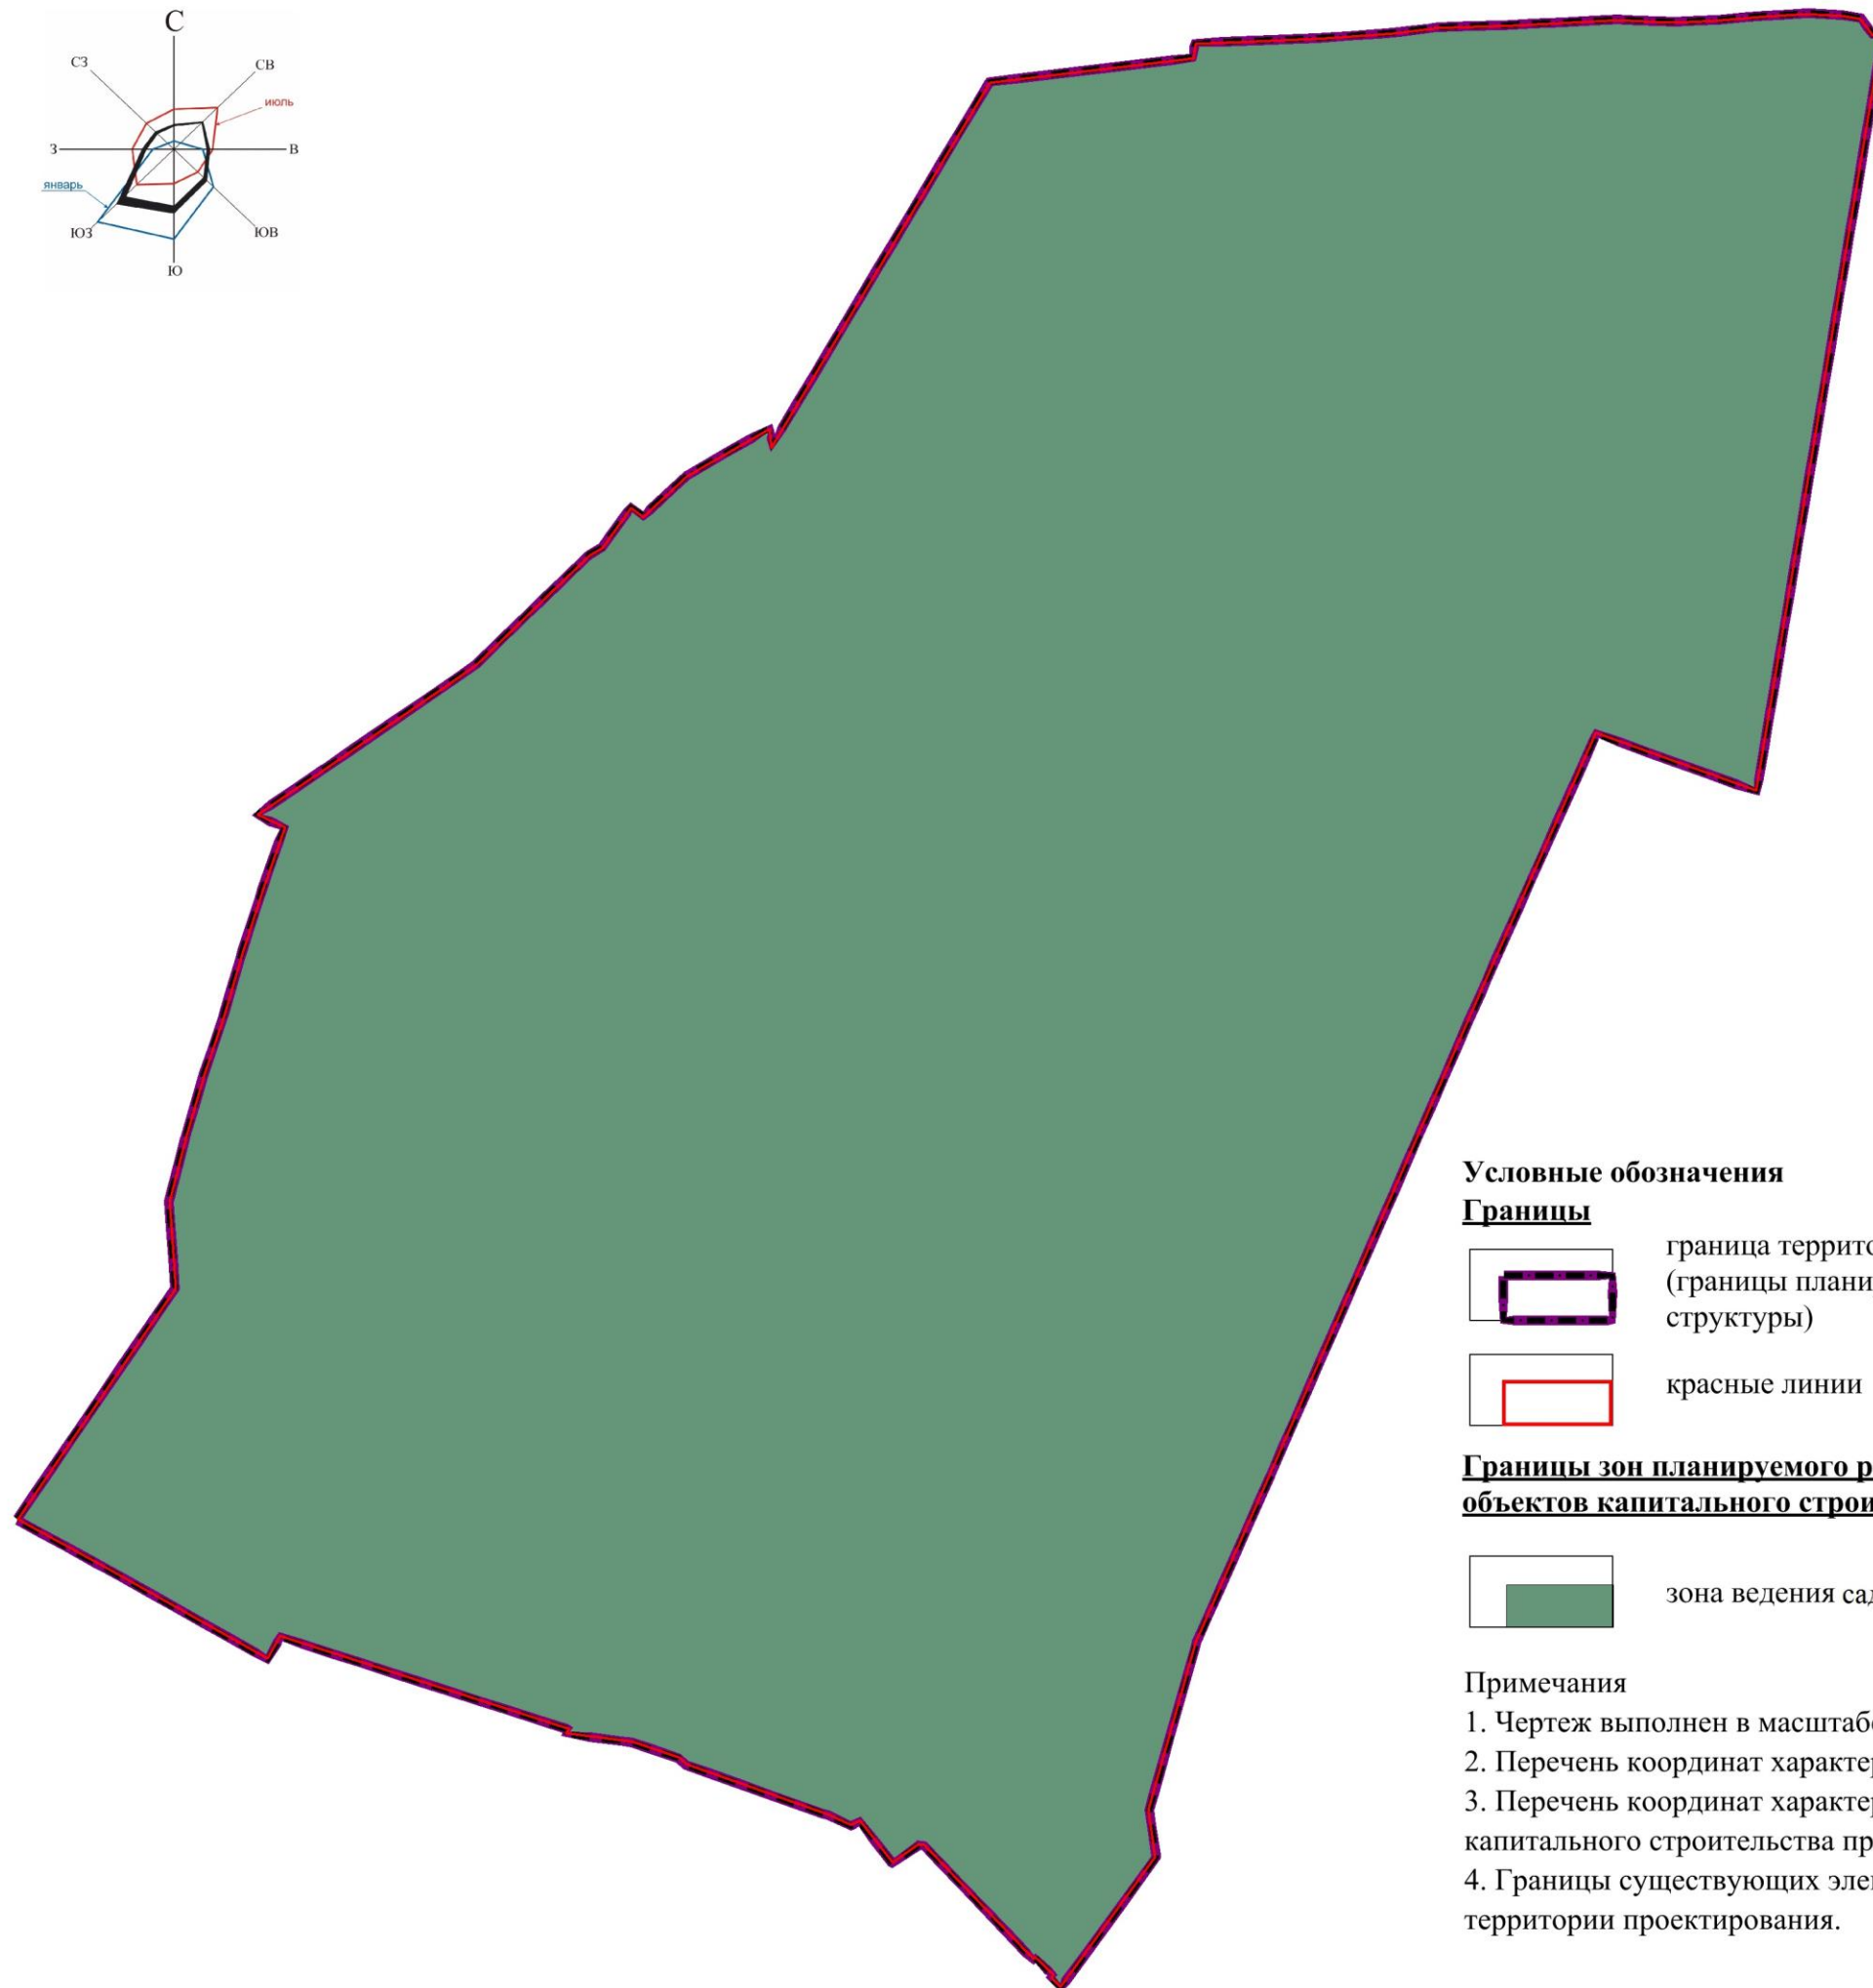 С
СЗ
СВ
июль
З
В
январь
ЮЗ
ЮВ
Ю
Условные обозначения
Границы
граница террито
(границы плани
структуры)
красные линии
Границы зон планируемого р
объектов капитального строи
зона ведения сад
Примечания
1. Чертеж выполнен в масштаб
2. Перечень координат характе
3. Перечень координат характе
капитального строительства пр
4. Границы существующих эле
территории проектирования.